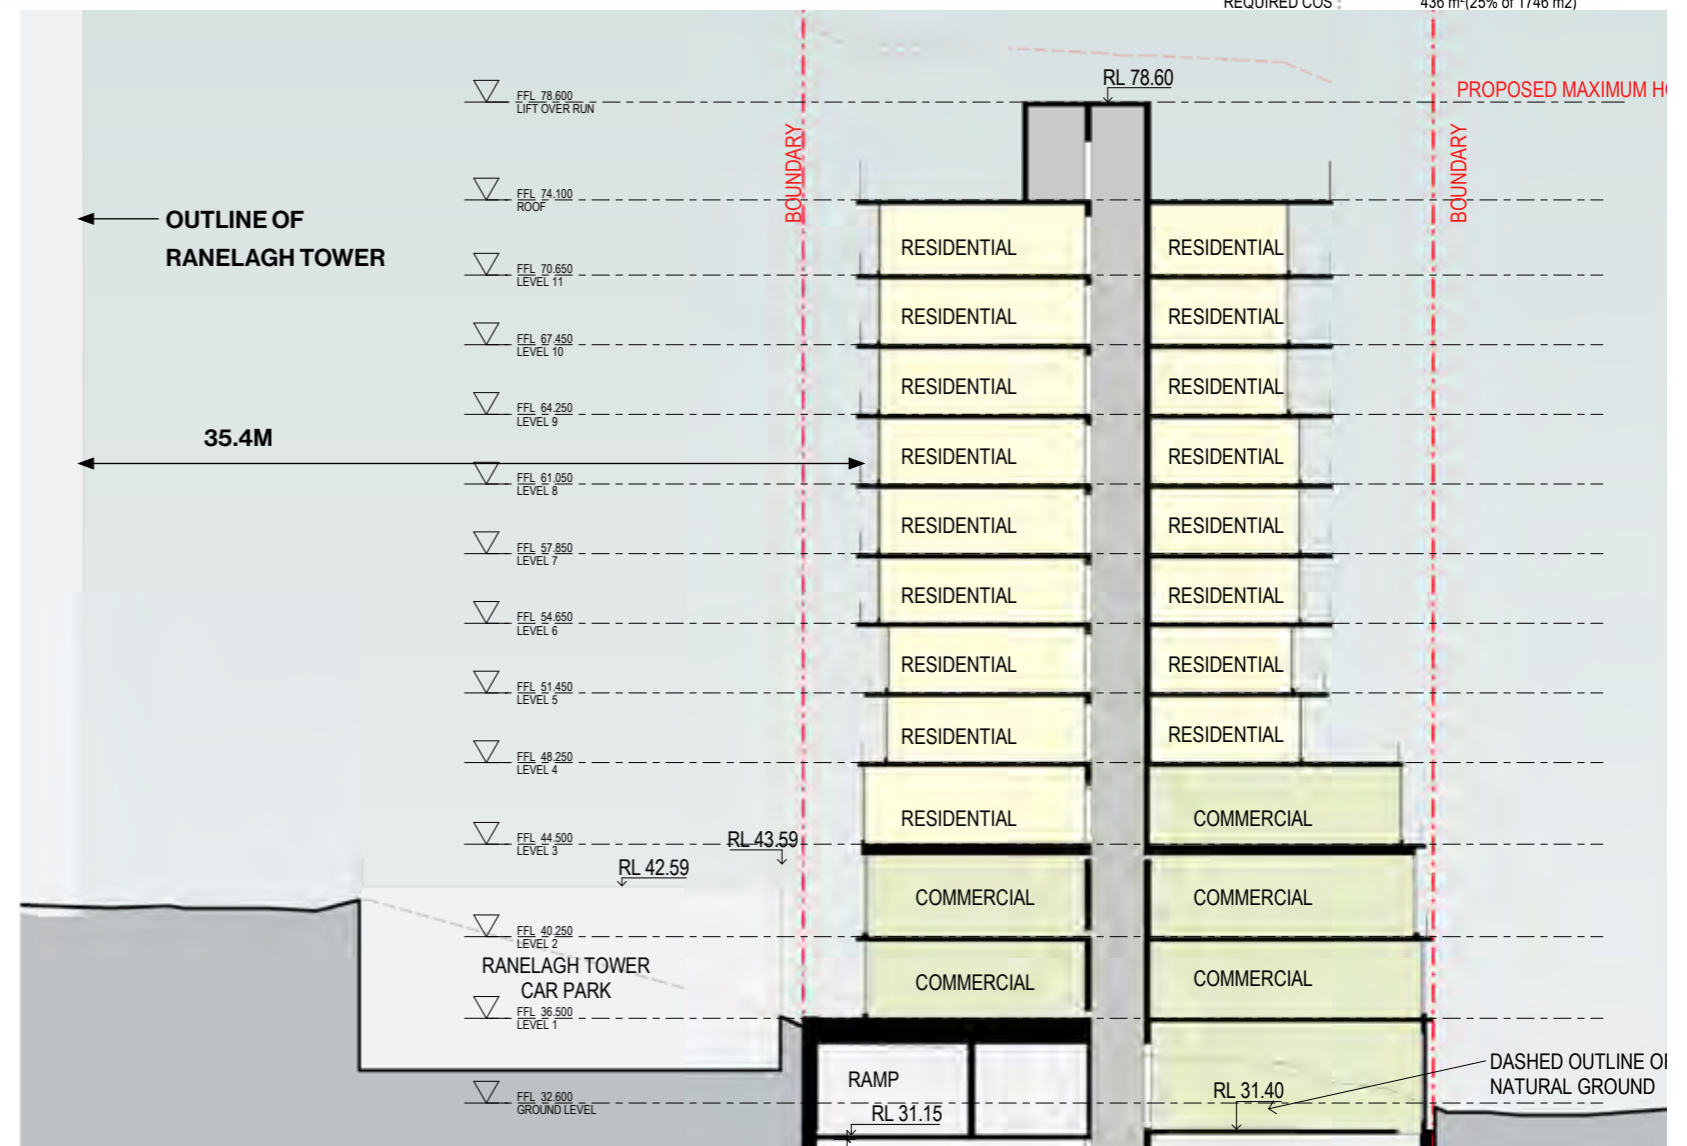 REQUIRED COS : 436 m²(25% of 1746 m2)
RL 78.60
FFL 78.600
LIFT OVER RUN
PROPOSED MAXIMUM
BOUNDARY
BOUNDARY
FFL 74.100
ROOF
OUTLINE OF
RANELAGH TOWER
RESIDENTIAL RESIDENTIAL
FFL 70.650
LEVEL 11
RESIDENTIAL RESIDENTIAL
FFL 67.450
LEVEL 10
RESIDENTIAL RESIDENTIAL
FFL 64.250
LEVEL 9
35.4M
RESIDENTIAL RESIDENTIAL
FFL 61.050
LEVEL 8
RESIDENTIAL RESIDENTIAL
FFL 57.850
LEVEL 7
RESIDENTIAL RESIDENTIAL
FFL 54.650
LEVEL 6
RESIDENTIAL RESIDENTIAL
FFL 51.450
LEVEL 5
RESIDENTIAL RESIDENTIAL
FFL 48.250
LEVEL 4
RESIDENTIAL COMMERCIAL
FFL 44.500
LEVEL 3
RL 43.59
RL 42.59
COMMERCIAL COMMERCIAL
FFL 40.250
LEVEL 2
RANELAGH TOWER
CAR PARK
COMMERCIAL COMMERCIAL
FFL 36.500
LEVEL 1
DASHED OUTLINE
NATURAL GROUND
RAMP
FFL 32.600
GROUND LEVEL
RL 31.40
RL 31.15